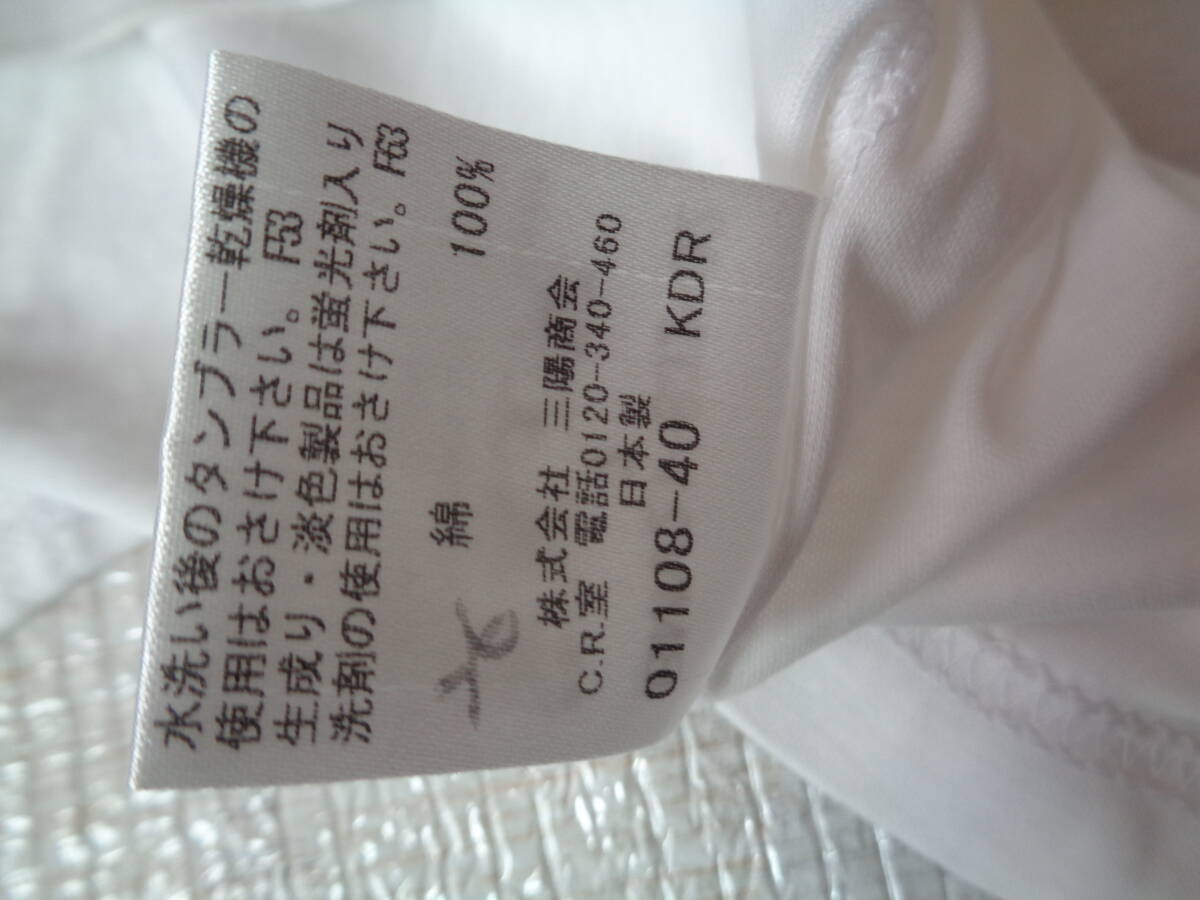 水洗い後のタンブラー乾燥機の
使用はおさけ下さい。 F53
生成り・淡色製品は蛍光剤入り
洗剤の使用はおさけ下さい。F63
綿 100%
株式会社 三陽商会
C.R.室 電話0120-340-460
日本製
01108-40 KDR